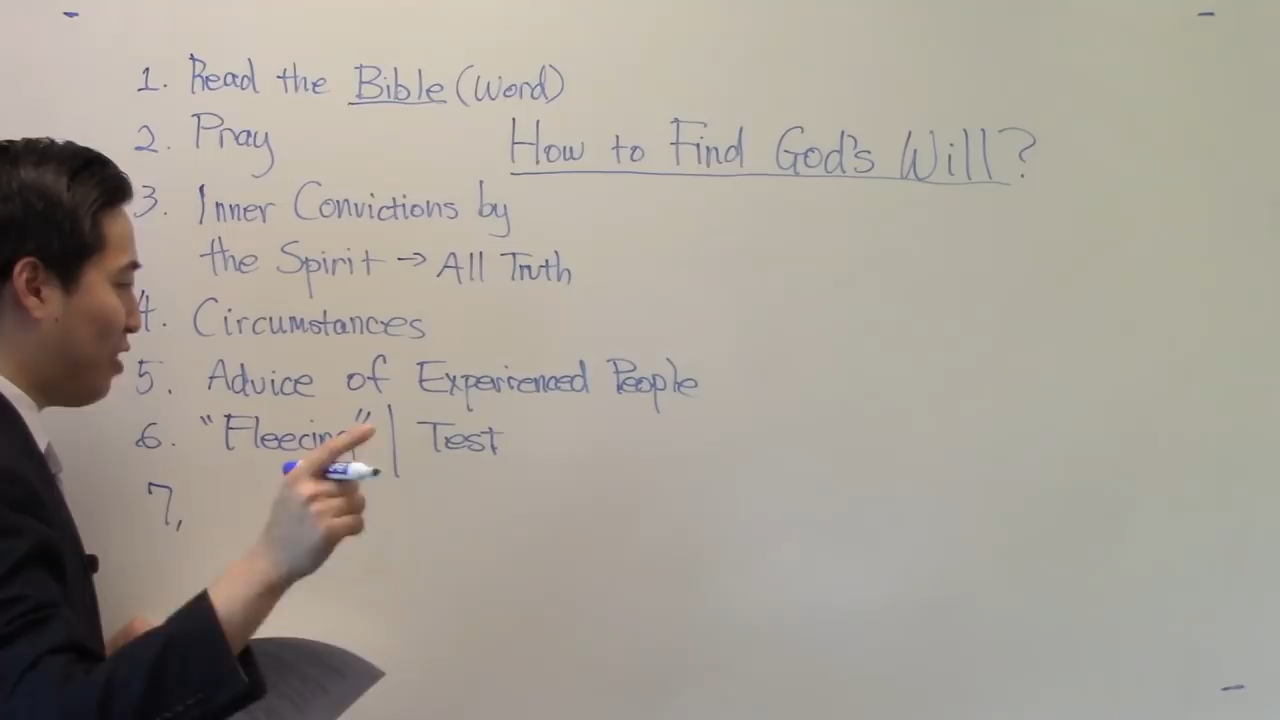 1. Read the Bible (Word)
2. Pray
How to Find God's Will?
3. Inner Convictions by
the Spirit → All Truth
4. Circumstances
5. Advice of Experienced People
6. "Fleecing" | Test
7,